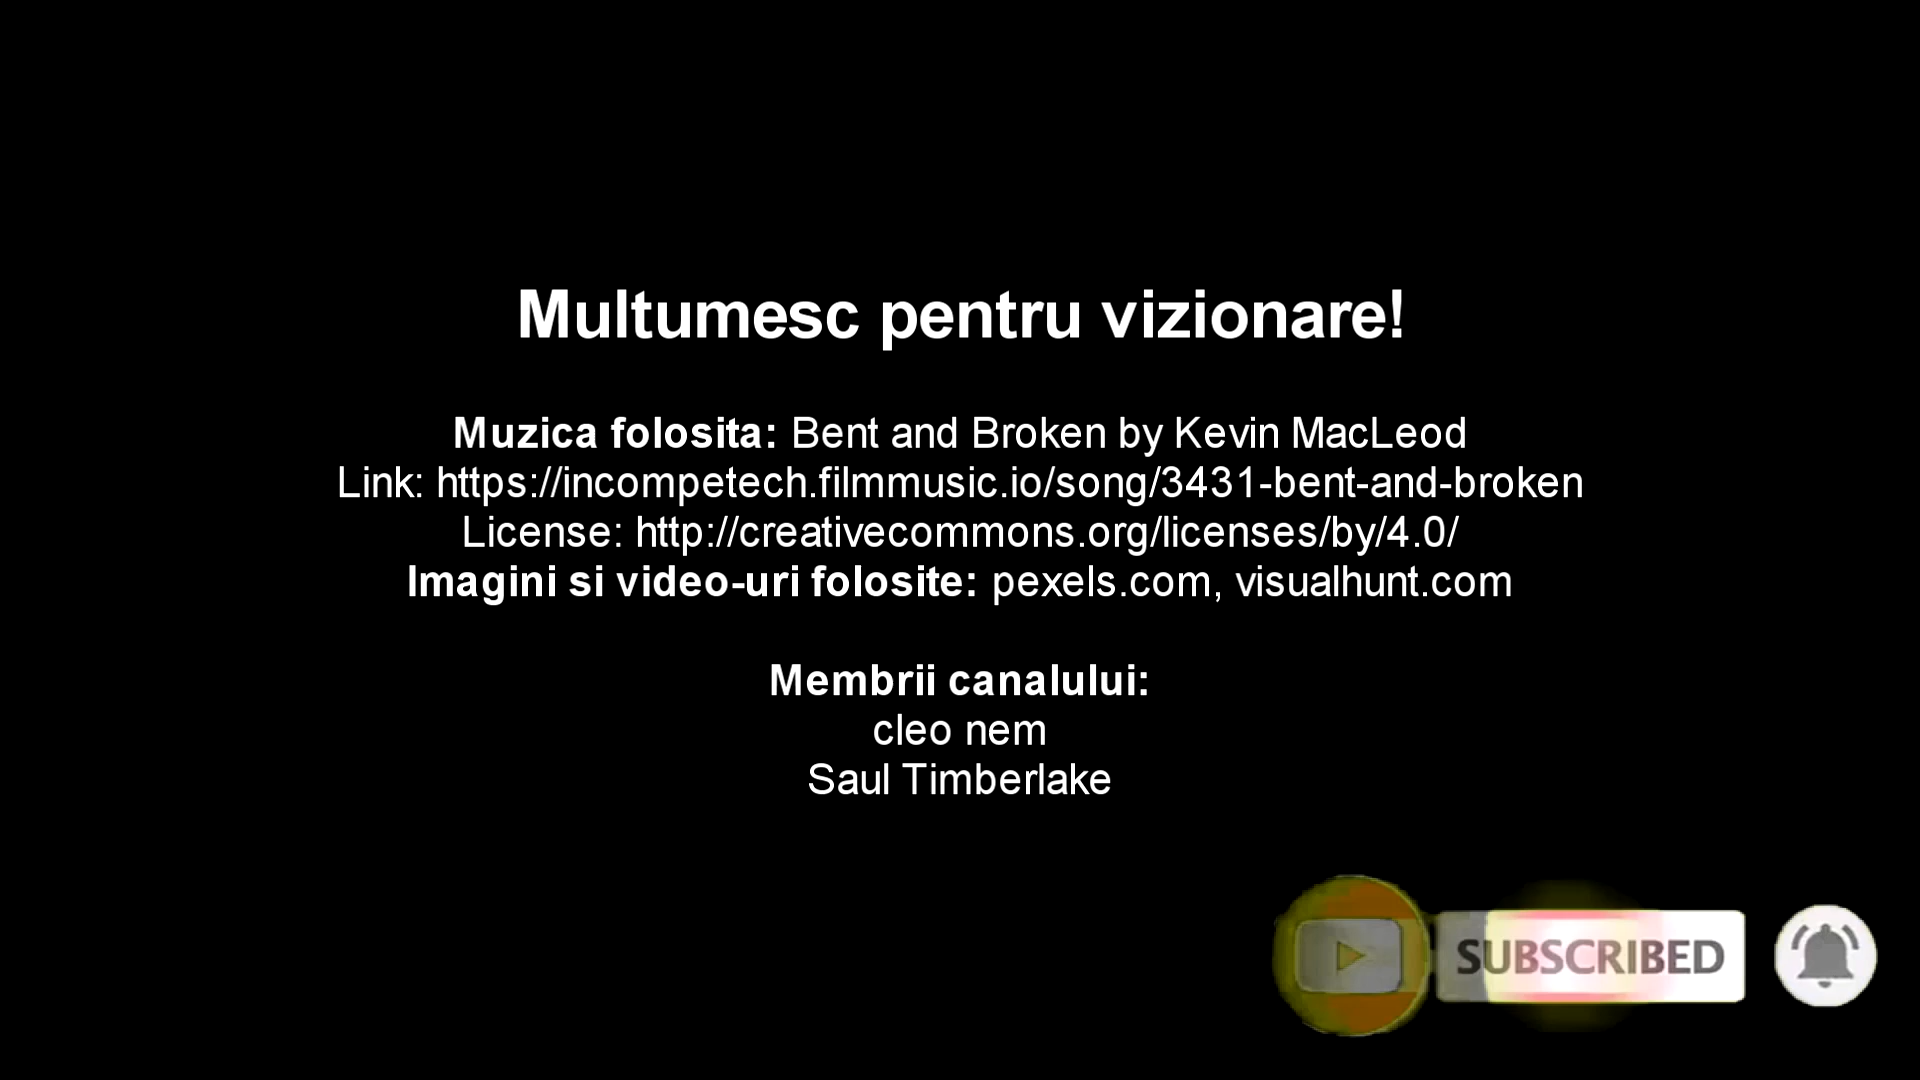 Multumesc pentru vizionare!
Muzica folosita: Bent and Broken by Kevin MacLeod
Link: https://incompetech.filmmusic.io/song/3431-bent-and-broken
License: http://creativecommons.org/licenses/by/4.0/
Imagini si video-uri folosite: pexels.com, visualhunt.com
Membrii canalului:
cleo nem
Saul Timberlake
SUBSCRIBED